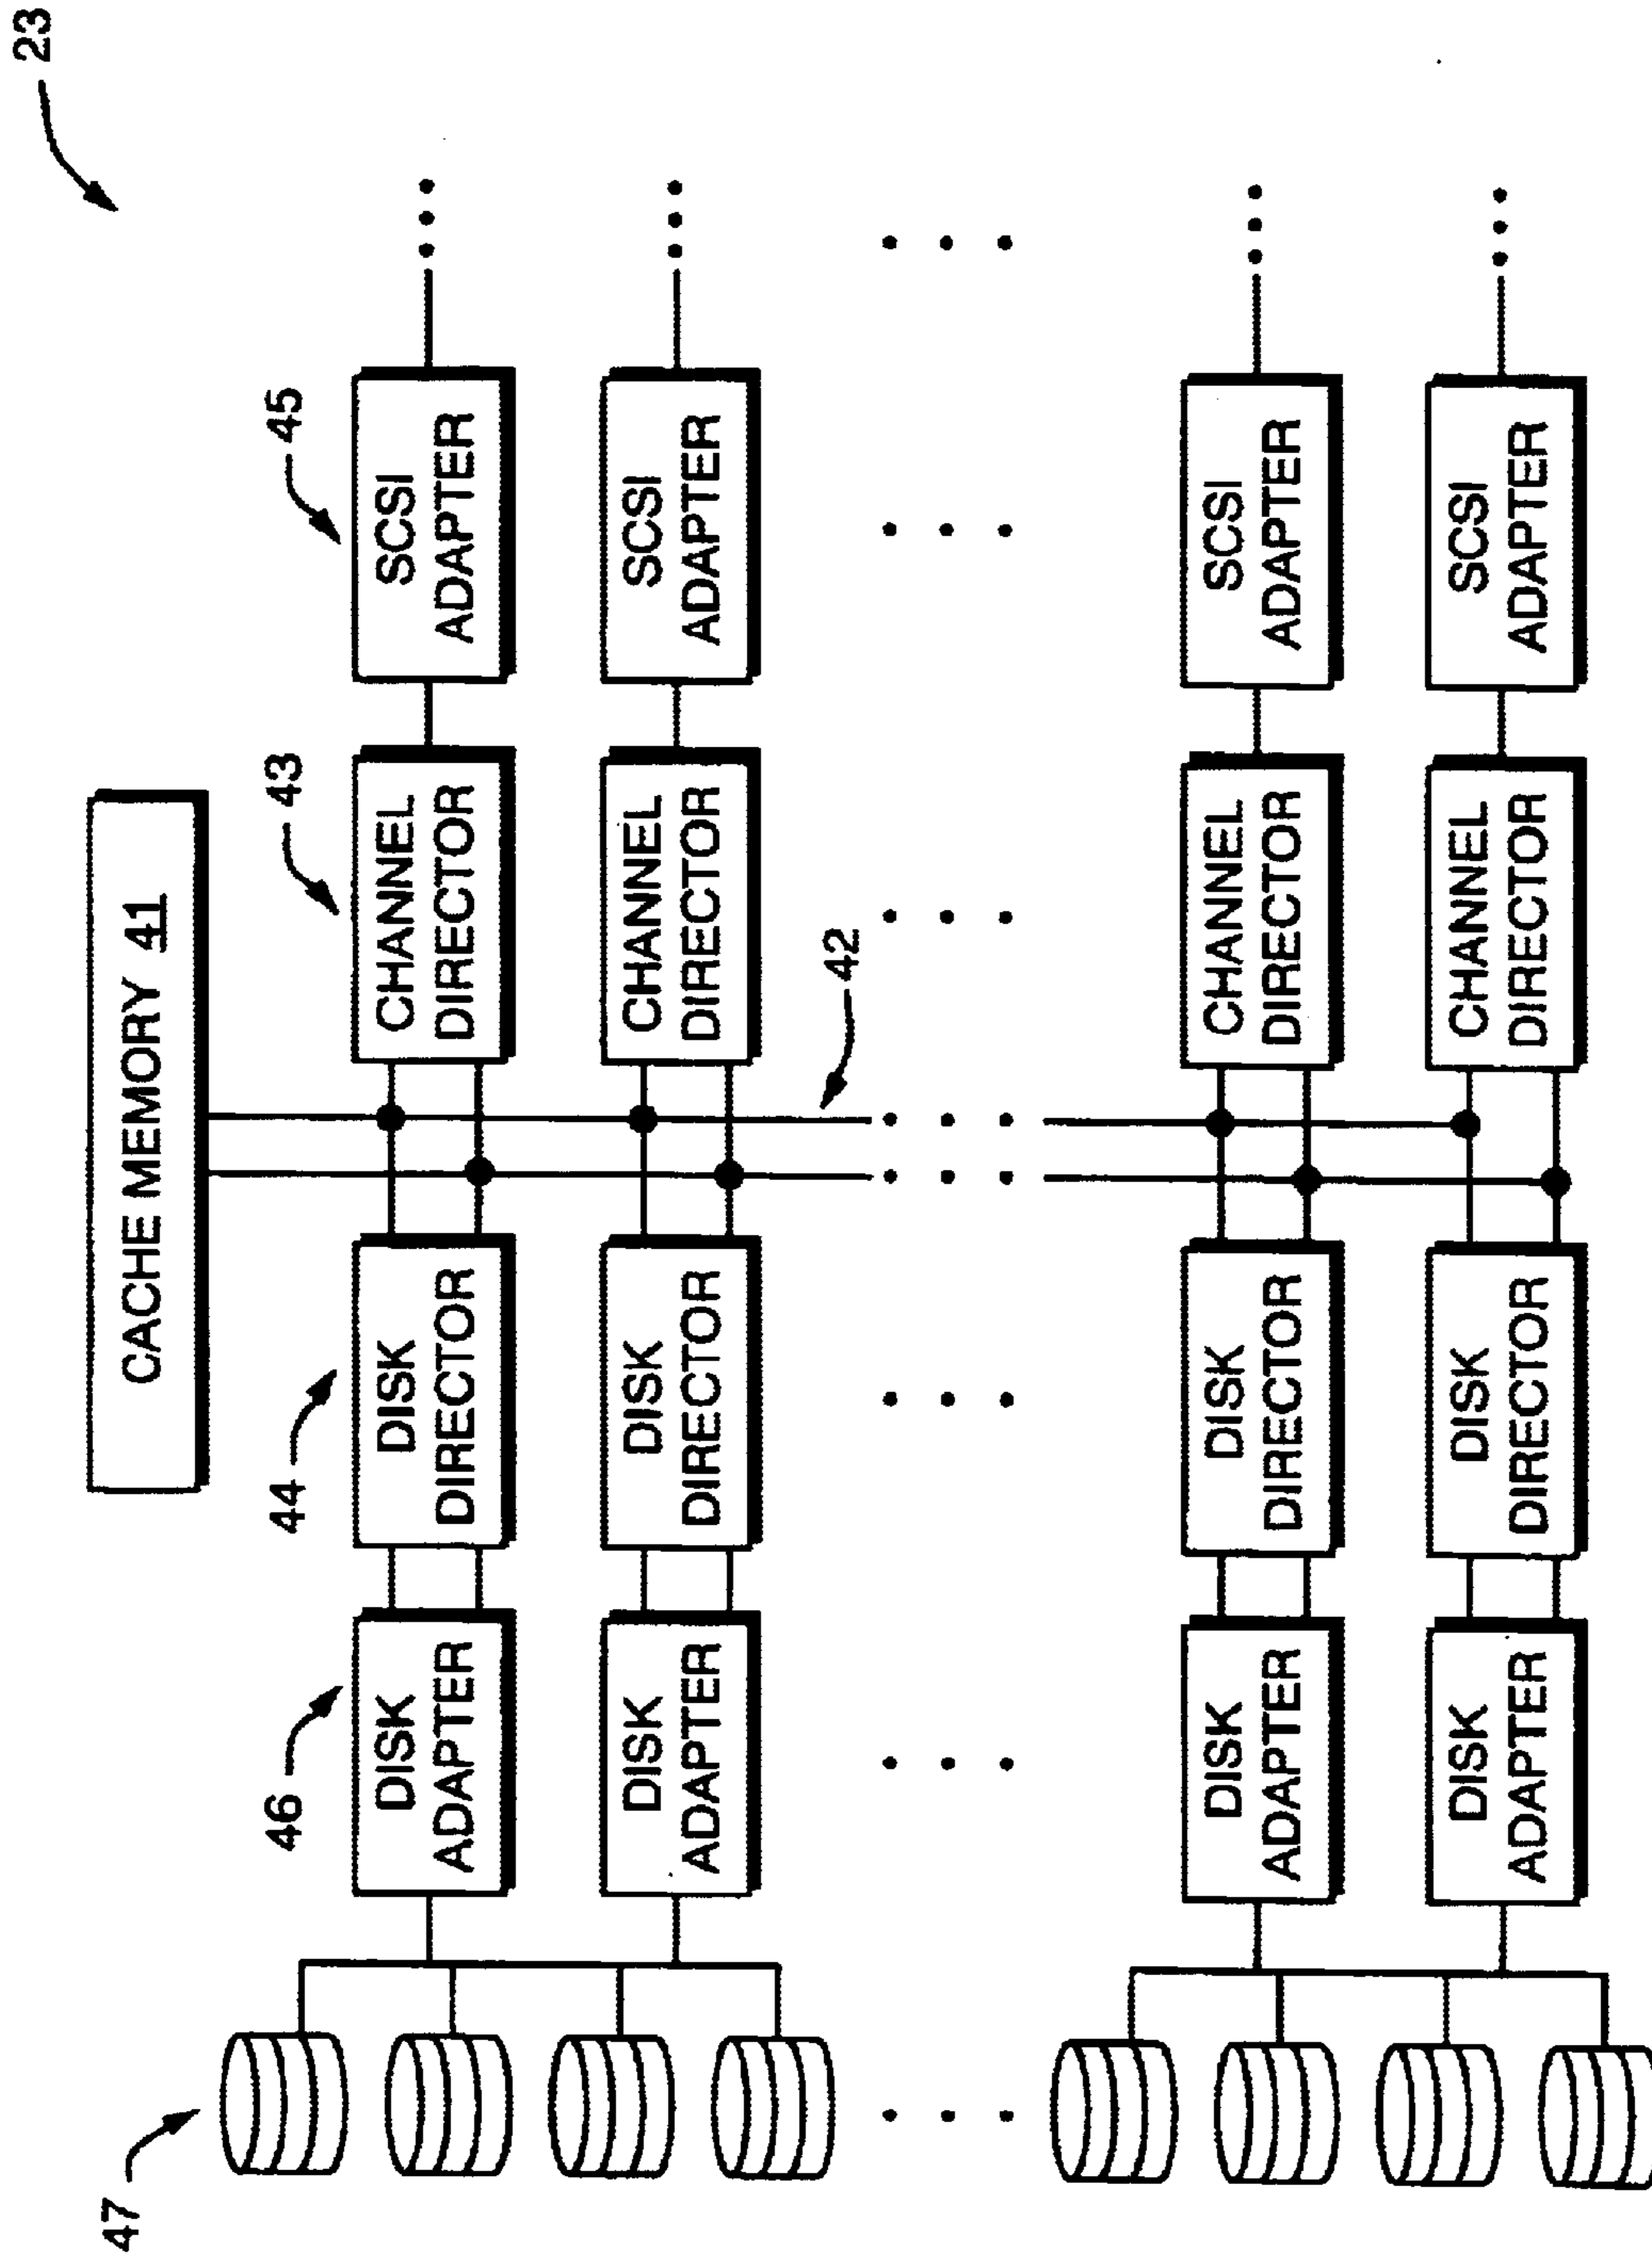 23
CACHE MEMORY 41
46
44
43
45
DISK
ADAPTER
DISK
DIRECTOR
CHANNEL
DIRECTOR
SCSI
ADAPTER
DISK
ADAPTER
DISK
DIRECTOR
CHANNEL
DIRECTOR
SCSI
ADAPTER
42
DISK
ADAPTER
DISK
DIRECTOR
CHANNEL
DIRECTOR
SCSI
ADAPTER
DISK
ADAPTER
DISK
DIRECTOR
CHANNEL
DIRECTOR
SCSI
ADAPTER
47